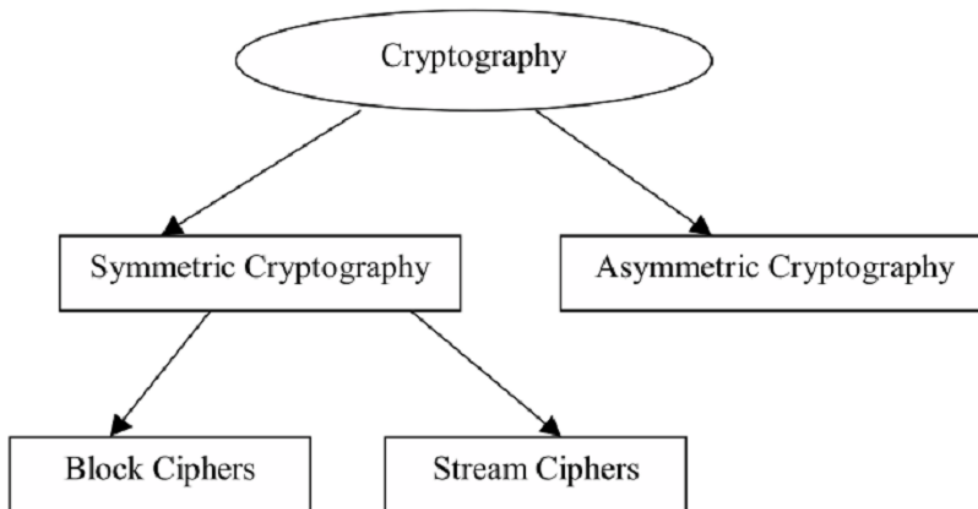 Cryptography
Symmetric Cryptography
Asymmetric Cryptography
Block Ciphers
Stream Ciphers